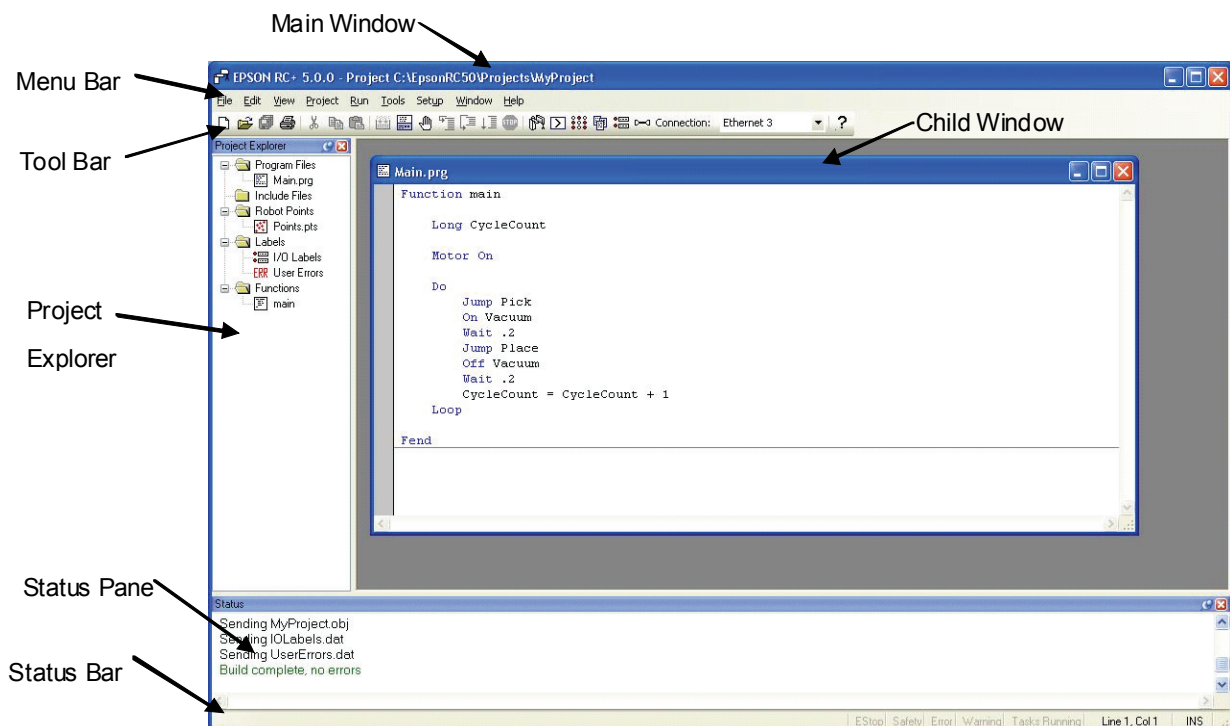 Main Window
Menu Bar
EPSON RC+ 5.0.0 - Project C:\EpsonRC50\Projects\MyProject
File Edit View Project Run Tools Setup Window Help
Tool Bar
STOP
Connection: Ethernet 3
?
Child Window
Project Explorer
Program Files
Main.prg
Include Files
Robot Points
Points.pts
Labels
I/O Labels
ERR User Errors
Functions
main
Project
Explorer
Main.prg
Function main
Long CycleCount
Motor On
Do
Jump Pick
On Vacuum
Wait .2
Jump Place
Off Vacuum
Wait .2
CycleCount = CycleCount + 1
Loop
Fend
Status Pane
Status
Sending MyProject.obj
Sending IOLabels.dat
Sending UserErrors.dat
Build complete, no errors
Status Bar
EStop Safety Error Warning Tasks Running Line 1, Col 1 INS